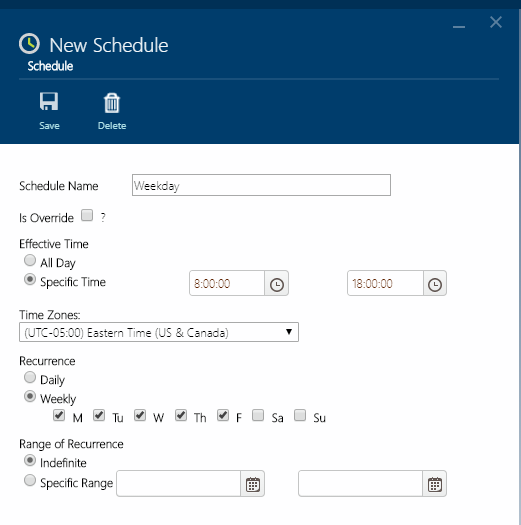 New Schedule
Schedule
Save Delete
Schedule Name Weekday
Is Override ?
Effective Time
All Day
Specific Time 8:00:00 18:00:00
Time Zones:
(UTC-05:00) Eastern Time (US & Canada)
Recurrence
Daily
Weekly
M Tu W Th F Sa Su
Range of Recurrence
Indefinite
Specific Range